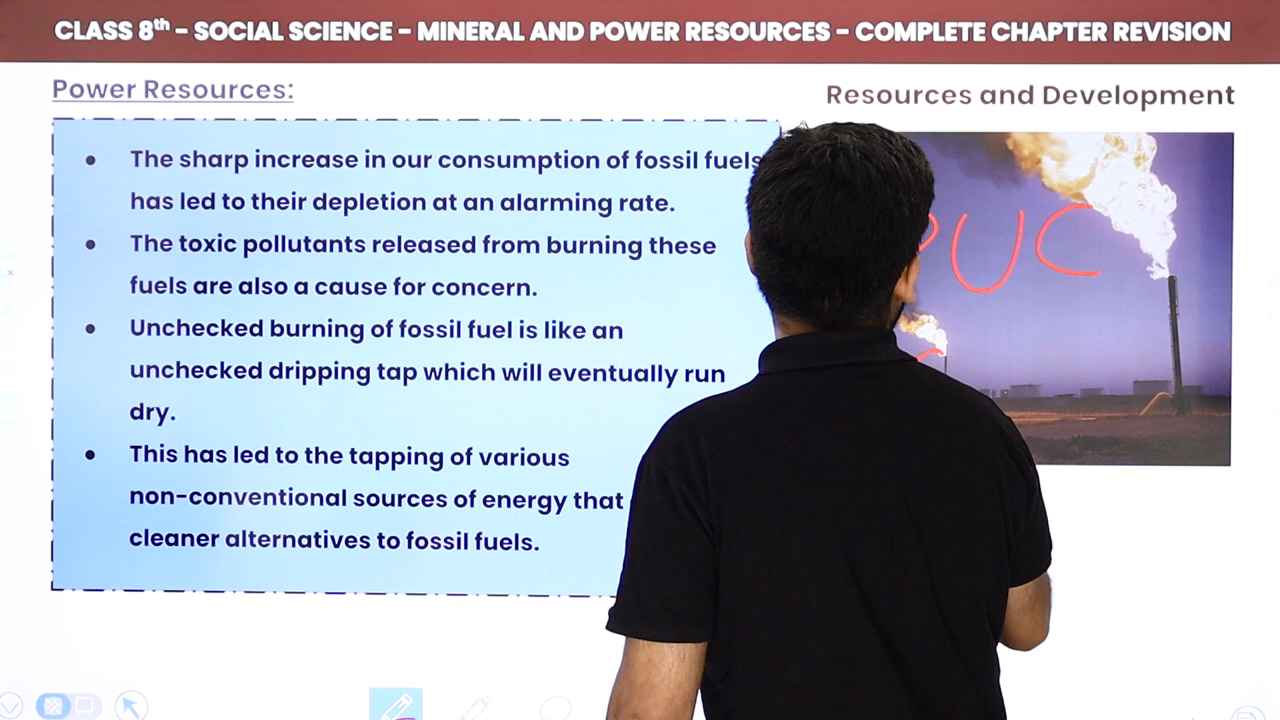 CLASS 8th - SOCIAL SCIENCE - MINERAL AND POWER RESOURCES - COMPLETE CHAPTER REVISION
Power Resources:
Resources and Development
• The sharp increase in our consumption of fossil fuels
has led to their depletion at an alarming rate.
• The toxic pollutants released from burning these
fuels are also a cause for concern.
• Unchecked burning of fossil fuel is like an
unchecked dripping tap which will eventually run
dry.
• This has led to the tapping of various
non-conventional sources of energy that
cleaner alternatives to fossil fuels.
PUC